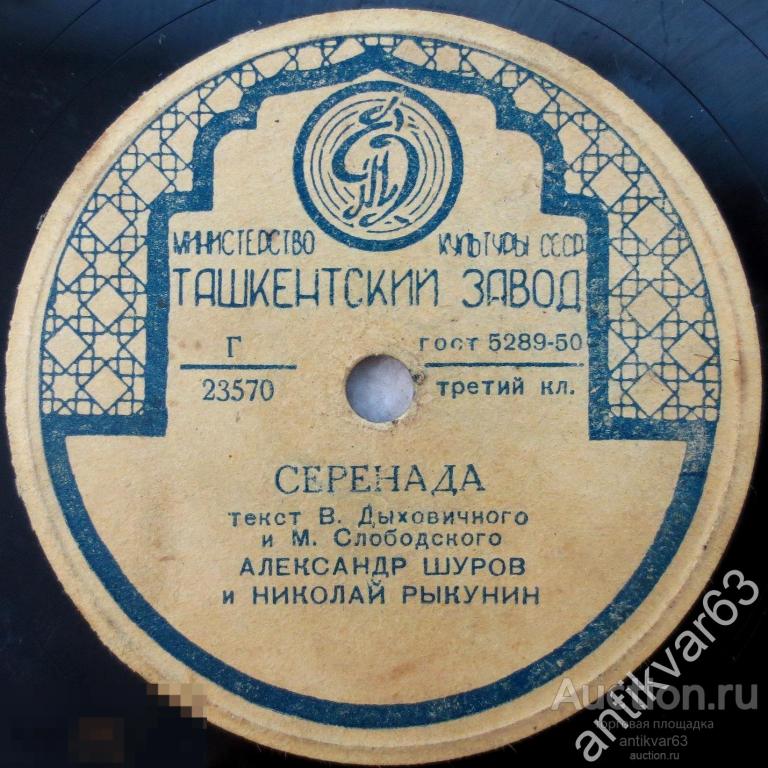 МИНИСТЕРСТВО КУЛЬТУРЫ СССР
ТАШКЕНТСКИЙ ЗАВОД
Г ГОСТ 5289-50
23570 третий кл.
СЕРЕНАДА
текст В. Дыховичного
и М. Слободского
АЛЕКСАНДР ШУРОВ
и НИКОЛАЙ РЫКУНИН
antikvar63
Auction.ru
торговая площадка
antikvar63
auction.ru